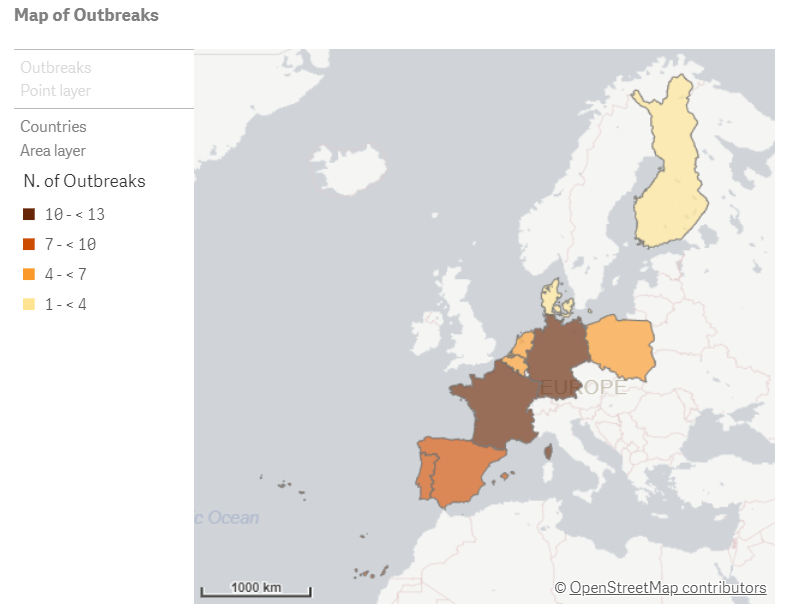 Map of Outbreaks
Outbreaks
Point layer
Countries
Area layer
N. of Outbreaks
10 - < 13
7 - < 10
4 - < 7
1 - < 4
EUROPE
c Ocean
1000 km
© OpenStreetMap contributors